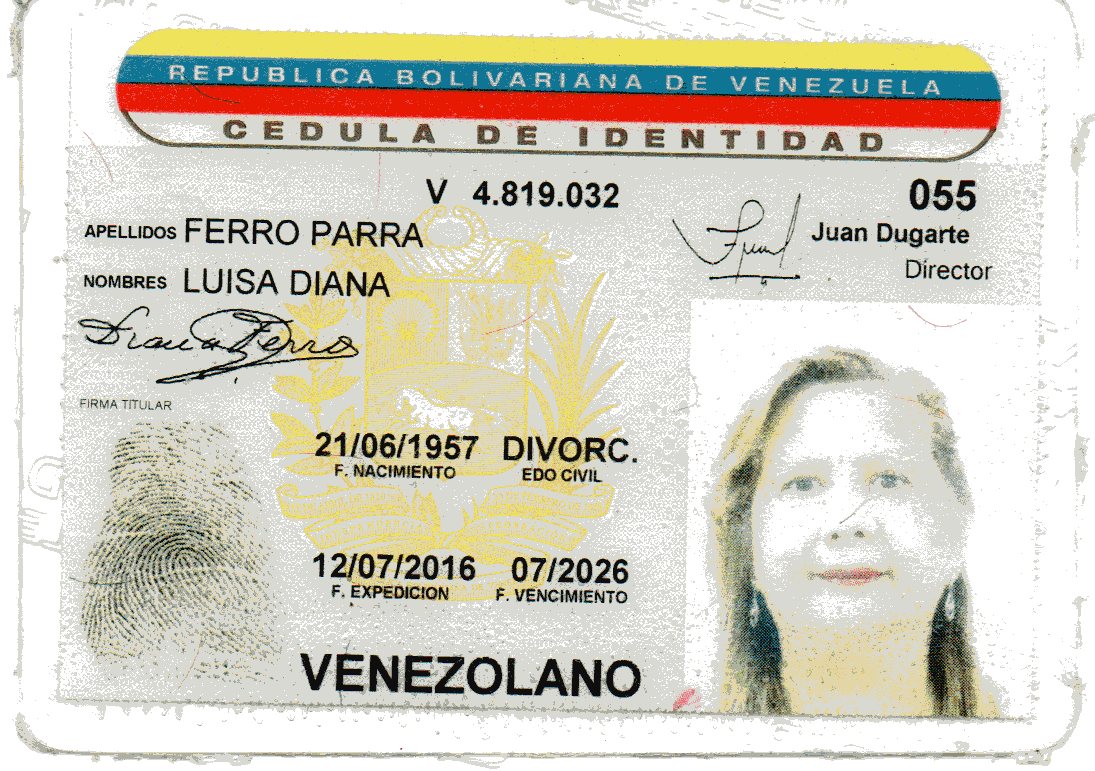 REPUBLICA BOLIVARIANA DE VENEZUELA
CEDULA DE IDENTIDAD
V 4.819.032
055
APELLIDOS FERRO PARRA
Juan Dugarte
Director
NOMBRES LUISA DIANA
Diana Ferro
FIRMA TITULAR
21/06/1957 DIVORC.
F. NACIMIENTO EDO CIVIL
12/07/2016 07/2026
F. EXPEDICION F. VENCIMIENTO
VENEZOLANO